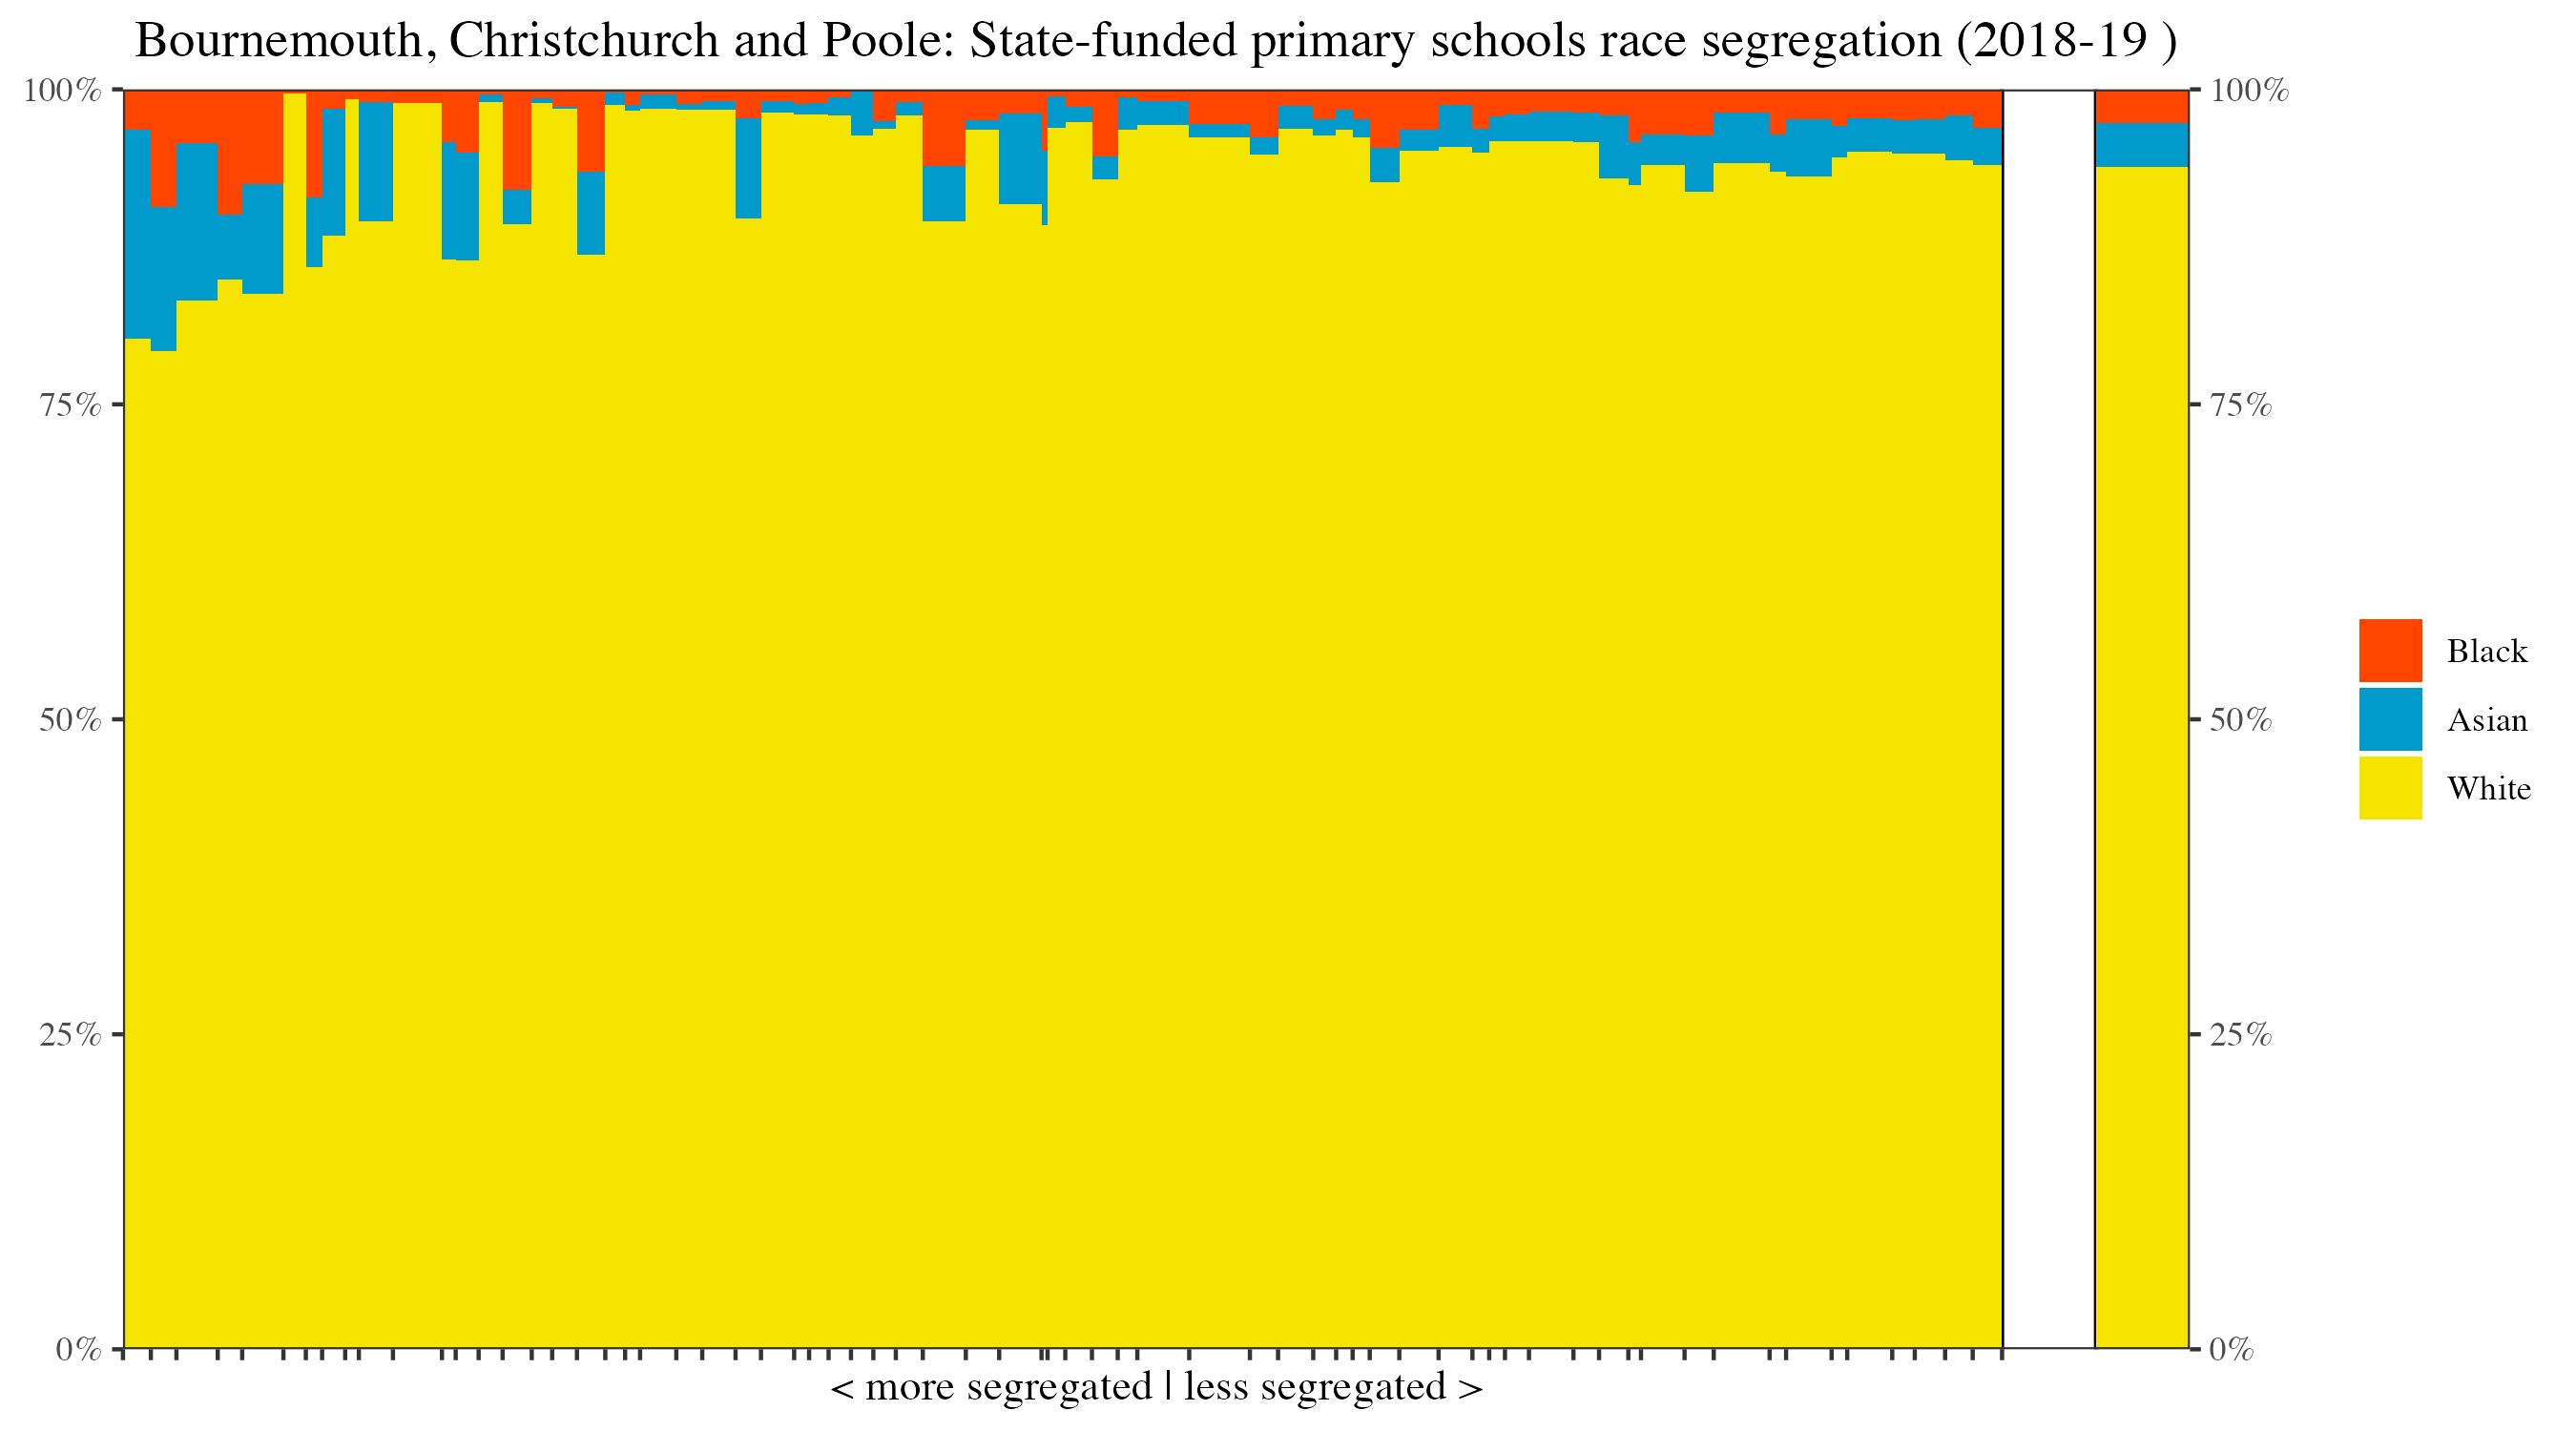 Bournemouth, Christchurch and Poole: State-funded primary schools race segregation (2018-19 )
100%
75%
50%
25%
0%
100%
75%
50%
25%
0%
Black
Asian
White
< more segregated | less segregated >